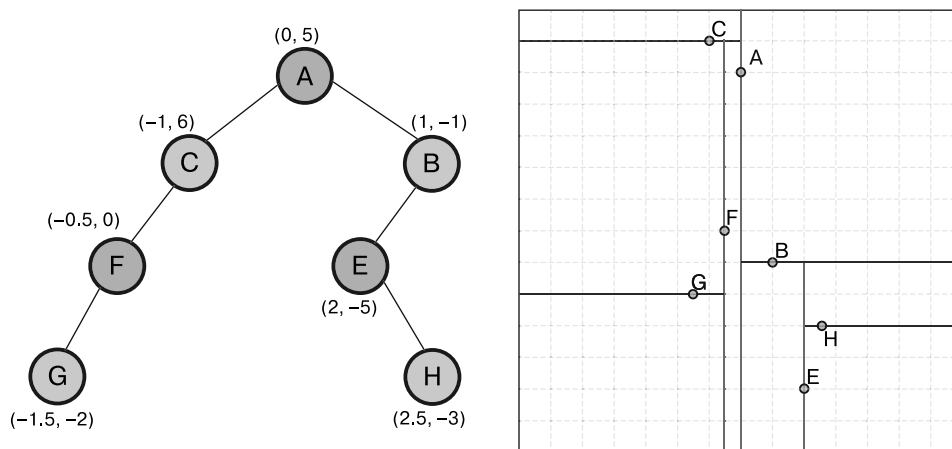 (0, 5)
A
(−1, 6)
C
(1, −1)
B
(−0.5, 0)
F
E
(2, −5)
G
(−1.5, −2)
H
(2.5, −3)
C
A
F
B
G
H
E